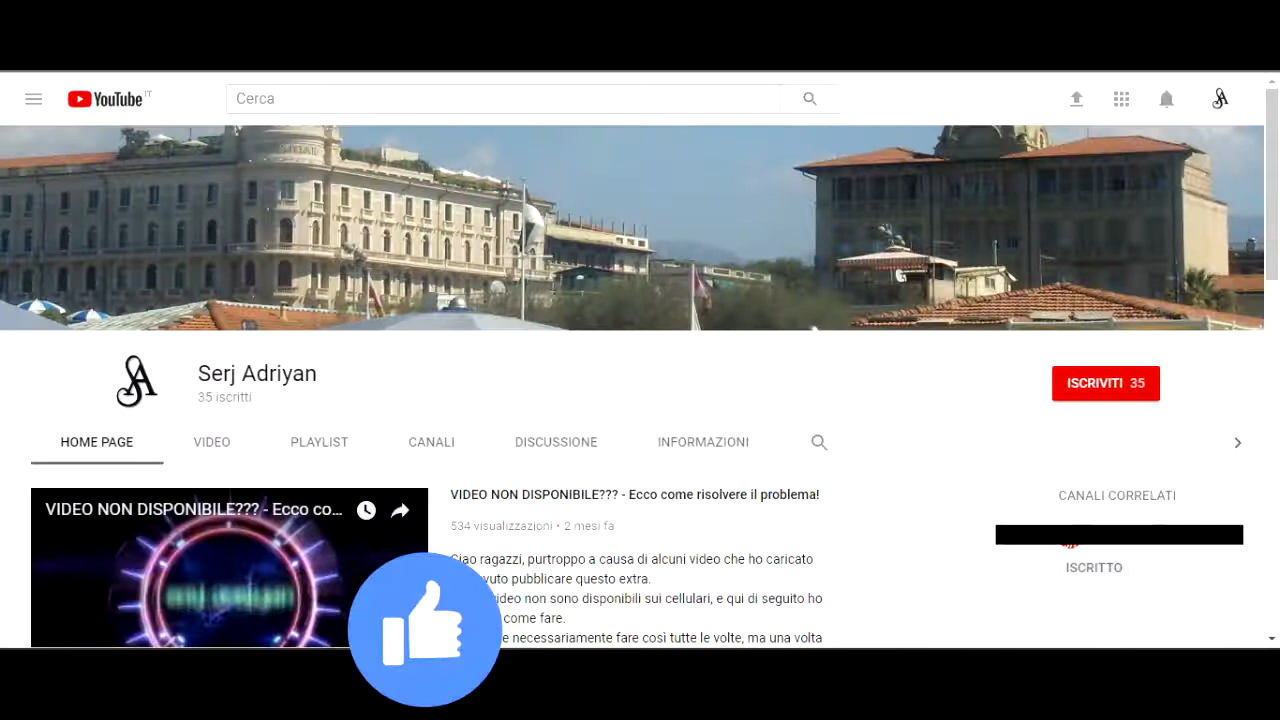 YouTube IT
Cerca
Serj Adriyan
35 iscritti
ISCRIVITI 35
HOME PAGE
VIDEO
PLAYLIST
CANALI
DISCUSSIONE
INFORMAZIONI
VIDEO NON DISPONIBILE??? - Ecco co...
VIDEO NON DISPONIBILE??? - Ecco come risolvere il problema!
534 visualizzazioni • 2 mesi fa
Ciao ragazzi, purtroppo a causa di alcuni video che ho caricato
vuto pubblicare questo extra.
ideo non sono disponibili sui cellulari, e qui di seguito ho
come fare.
e necessariamente fare così tutte le volte, ma una volta
CANALI CORRELATI
ISCRITTO